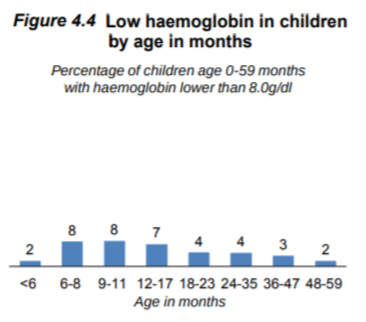 Figure 4.4 Low haemoglobin in children
by age in months
Percentage of children age 0-59 months
with haemoglobin lower than 8.0g/dl
2 8 8 7 4 4 3 2
<6 6-8 9-11 12-17 18-23 24-35 36-47 48-59
Age in months